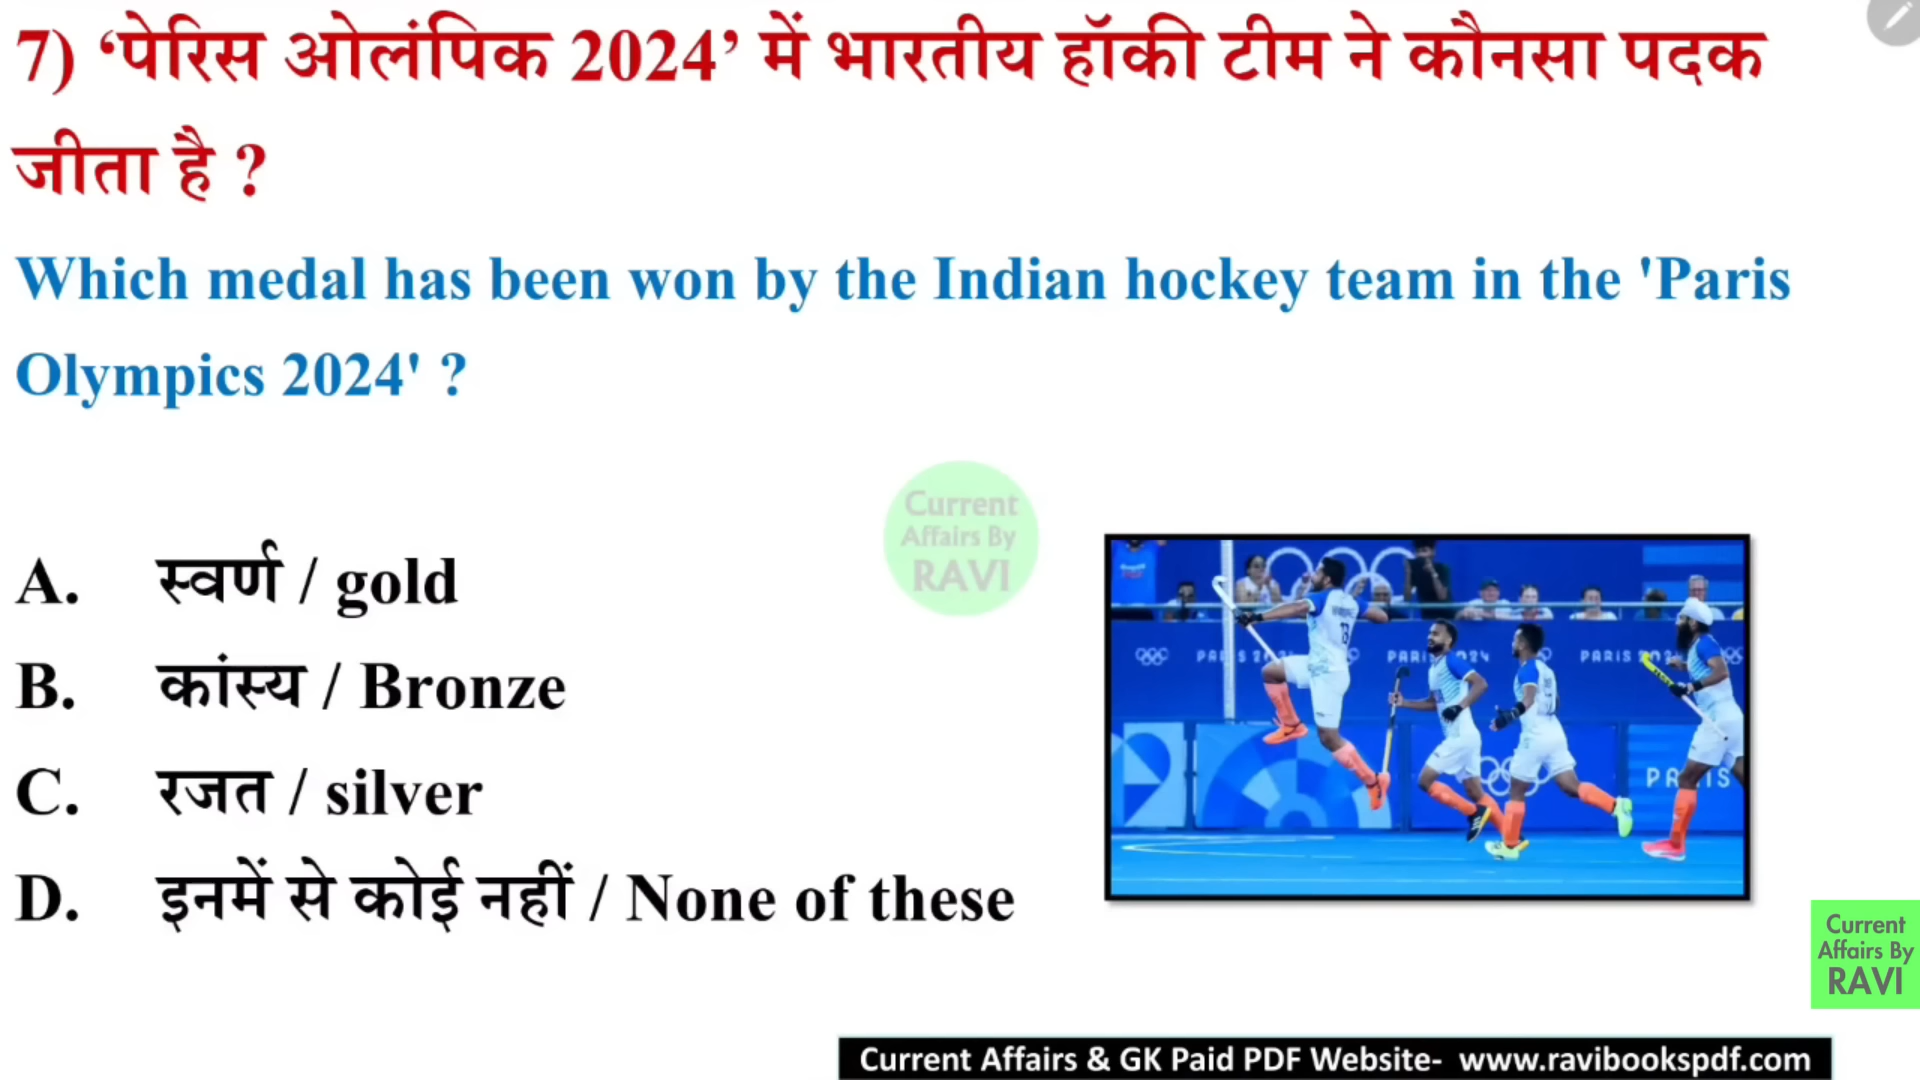 7) ‘पेरिस ओलंपिक 2024’ में भारतीय हॉकी टीम ने कौनसा पदक
जीता है ?
Which medal has been won by the Indian hockey team in the 'Paris
Olympics 2024' ?
Current
Affairs By
RAVI
A. स्वर्ण / gold
B. कांस्य / Bronze
C. रजत / silver
D. इनमें से कोई नहीं / None of these
PARIS
Current
Affairs By
RAVI
Current Affairs & GK Paid PDF Website- www.ravibookspdf.com